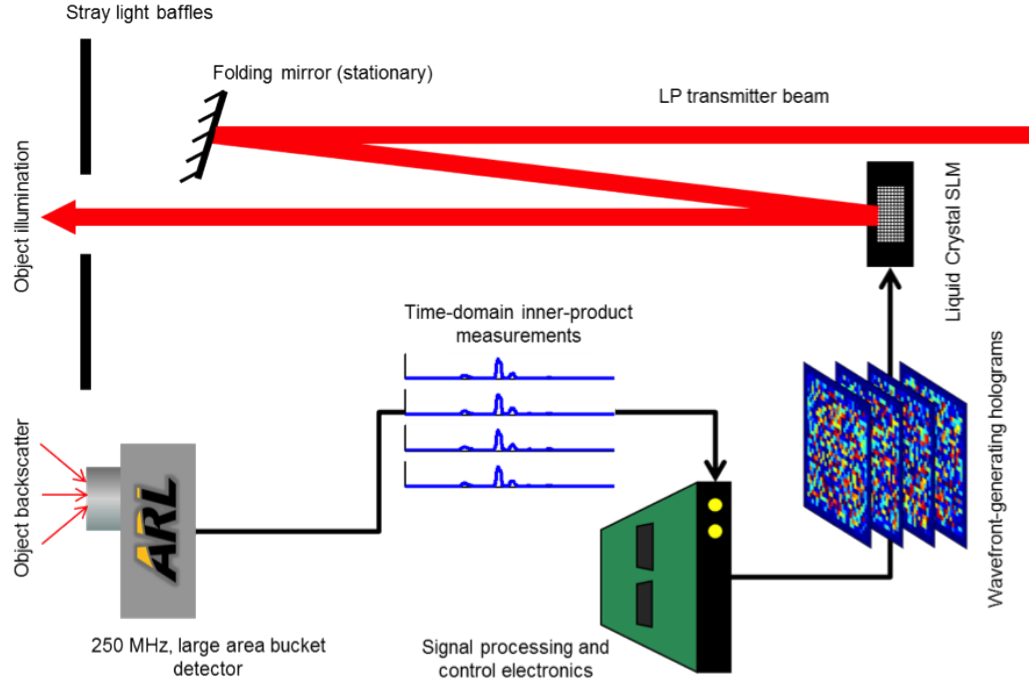 Stray light baffles
Folding mirror (stationary)
LP transmitter beam
Object illumination
Liquid Crystal SLM
Time-domain inner-product
measurements
Wavefront-generating holograms
Object backscatter
ARL
250 MHz, large area bucket
detector
Signal processing and
control electronics